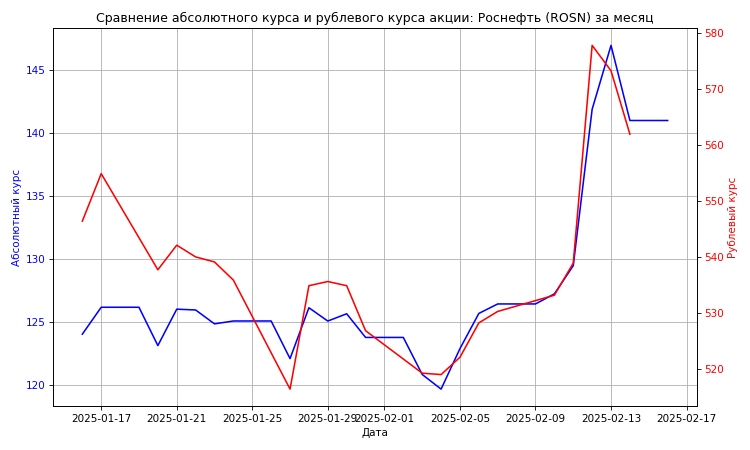 Сравнение абсолютного курса и рублевого курса акции: Роснефть (ROSN) за месяц
Абсолютный курс
145
140
135
130
125
120
580
570
560
550
540
530
520
Рублевый курс
2025-01-17 2025-01-21 2025-01-25 2025-01-29 2025-02-01 2025-02-05 2025-02-09 2025-02-13 2025-02-17
Дата